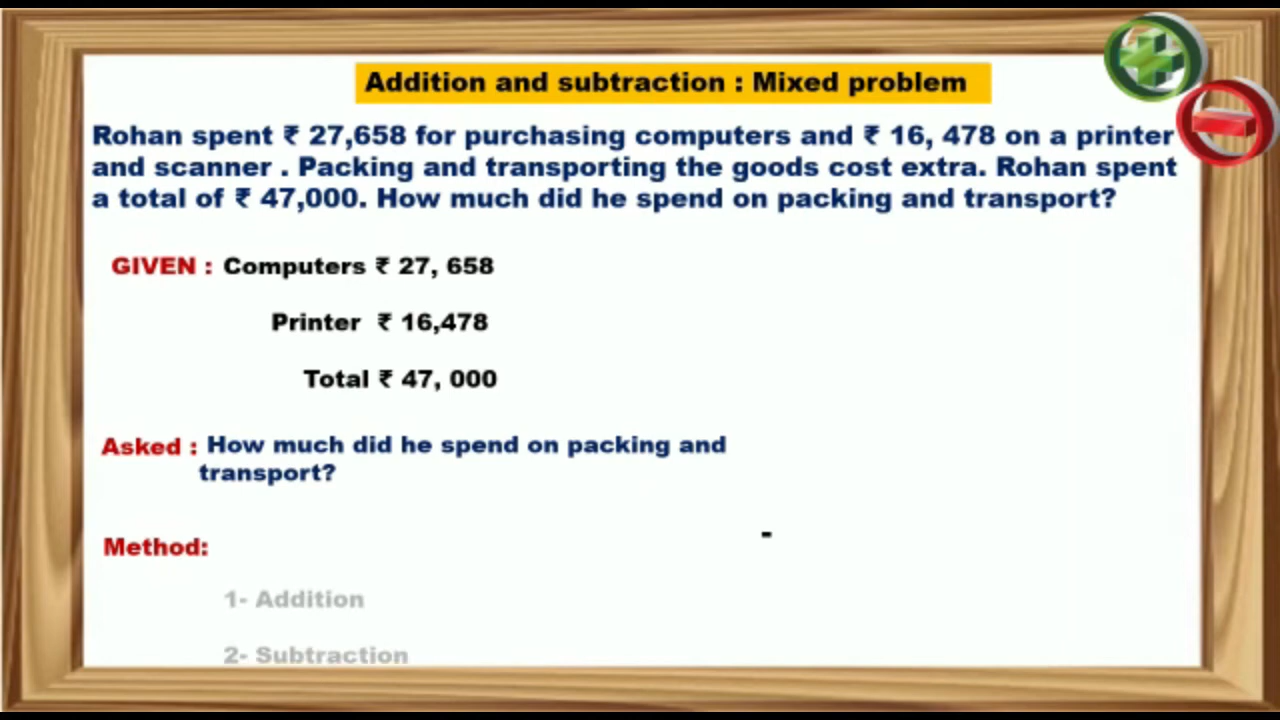 Addition and subtraction : Mixed problem
Rohan spent ₹ 27,658 for purchasing computers and ₹ 16, 478 on a printer
and scanner . Packing and transporting the goods cost extra. Rohan spent
a total of ₹ 47,000. How much did he spend on packing and transport?
GIVEN : Computers ₹ 27, 658
Printer ₹ 16,478
Total ₹ 47, 000
Asked : How much did he spend on packing and
transport?
-
Method:
1- Addition
2- Subtraction